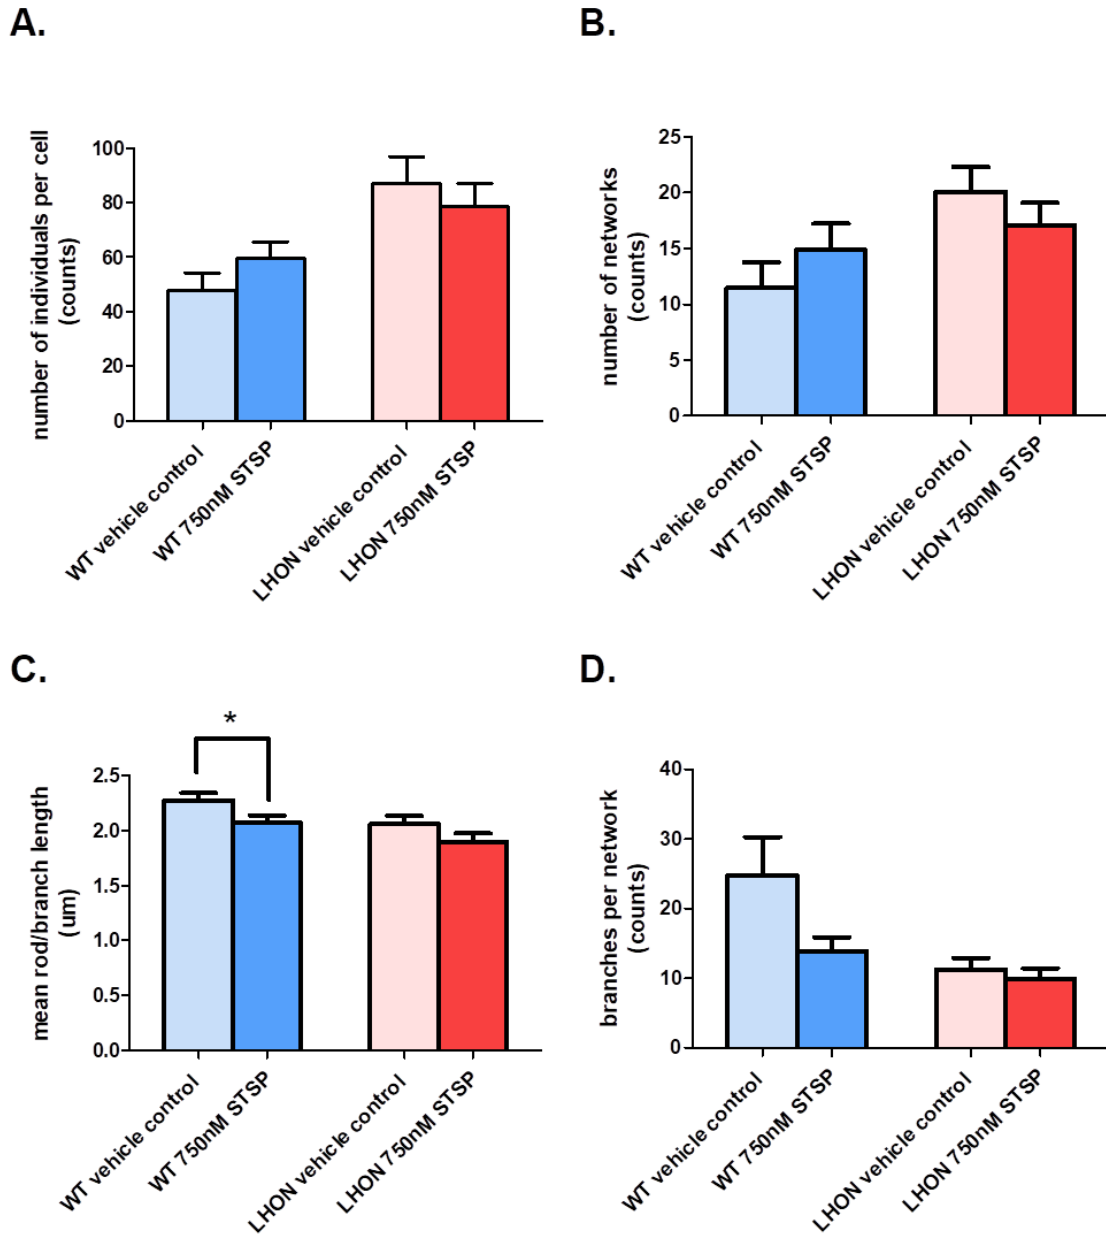 A.
number of individuals per cell
(counts)
100
80
60
40
20
0
WT vehicle control
WT 750nM STSP
LHON vehicle control
LHON 750nM STSP
B.
number of networks
(counts)
25
20
15
10
5
0
WT vehicle control
WT 750nM STSP
LHON vehicle control
LHON 750nM STSP
C.
*
mean rod/branch length
(um)
2.5
2.0
1.5
1.0
0.5
0.0
WT vehicle control
WT 750nM STSP
LHON vehicle control
LHON 750nM STSP
D.
branches per network
(counts)
40
30
20
10
0
WT vehicle control
WT 750nM STSP
LHON vehicle control
LHON 750nM STSP